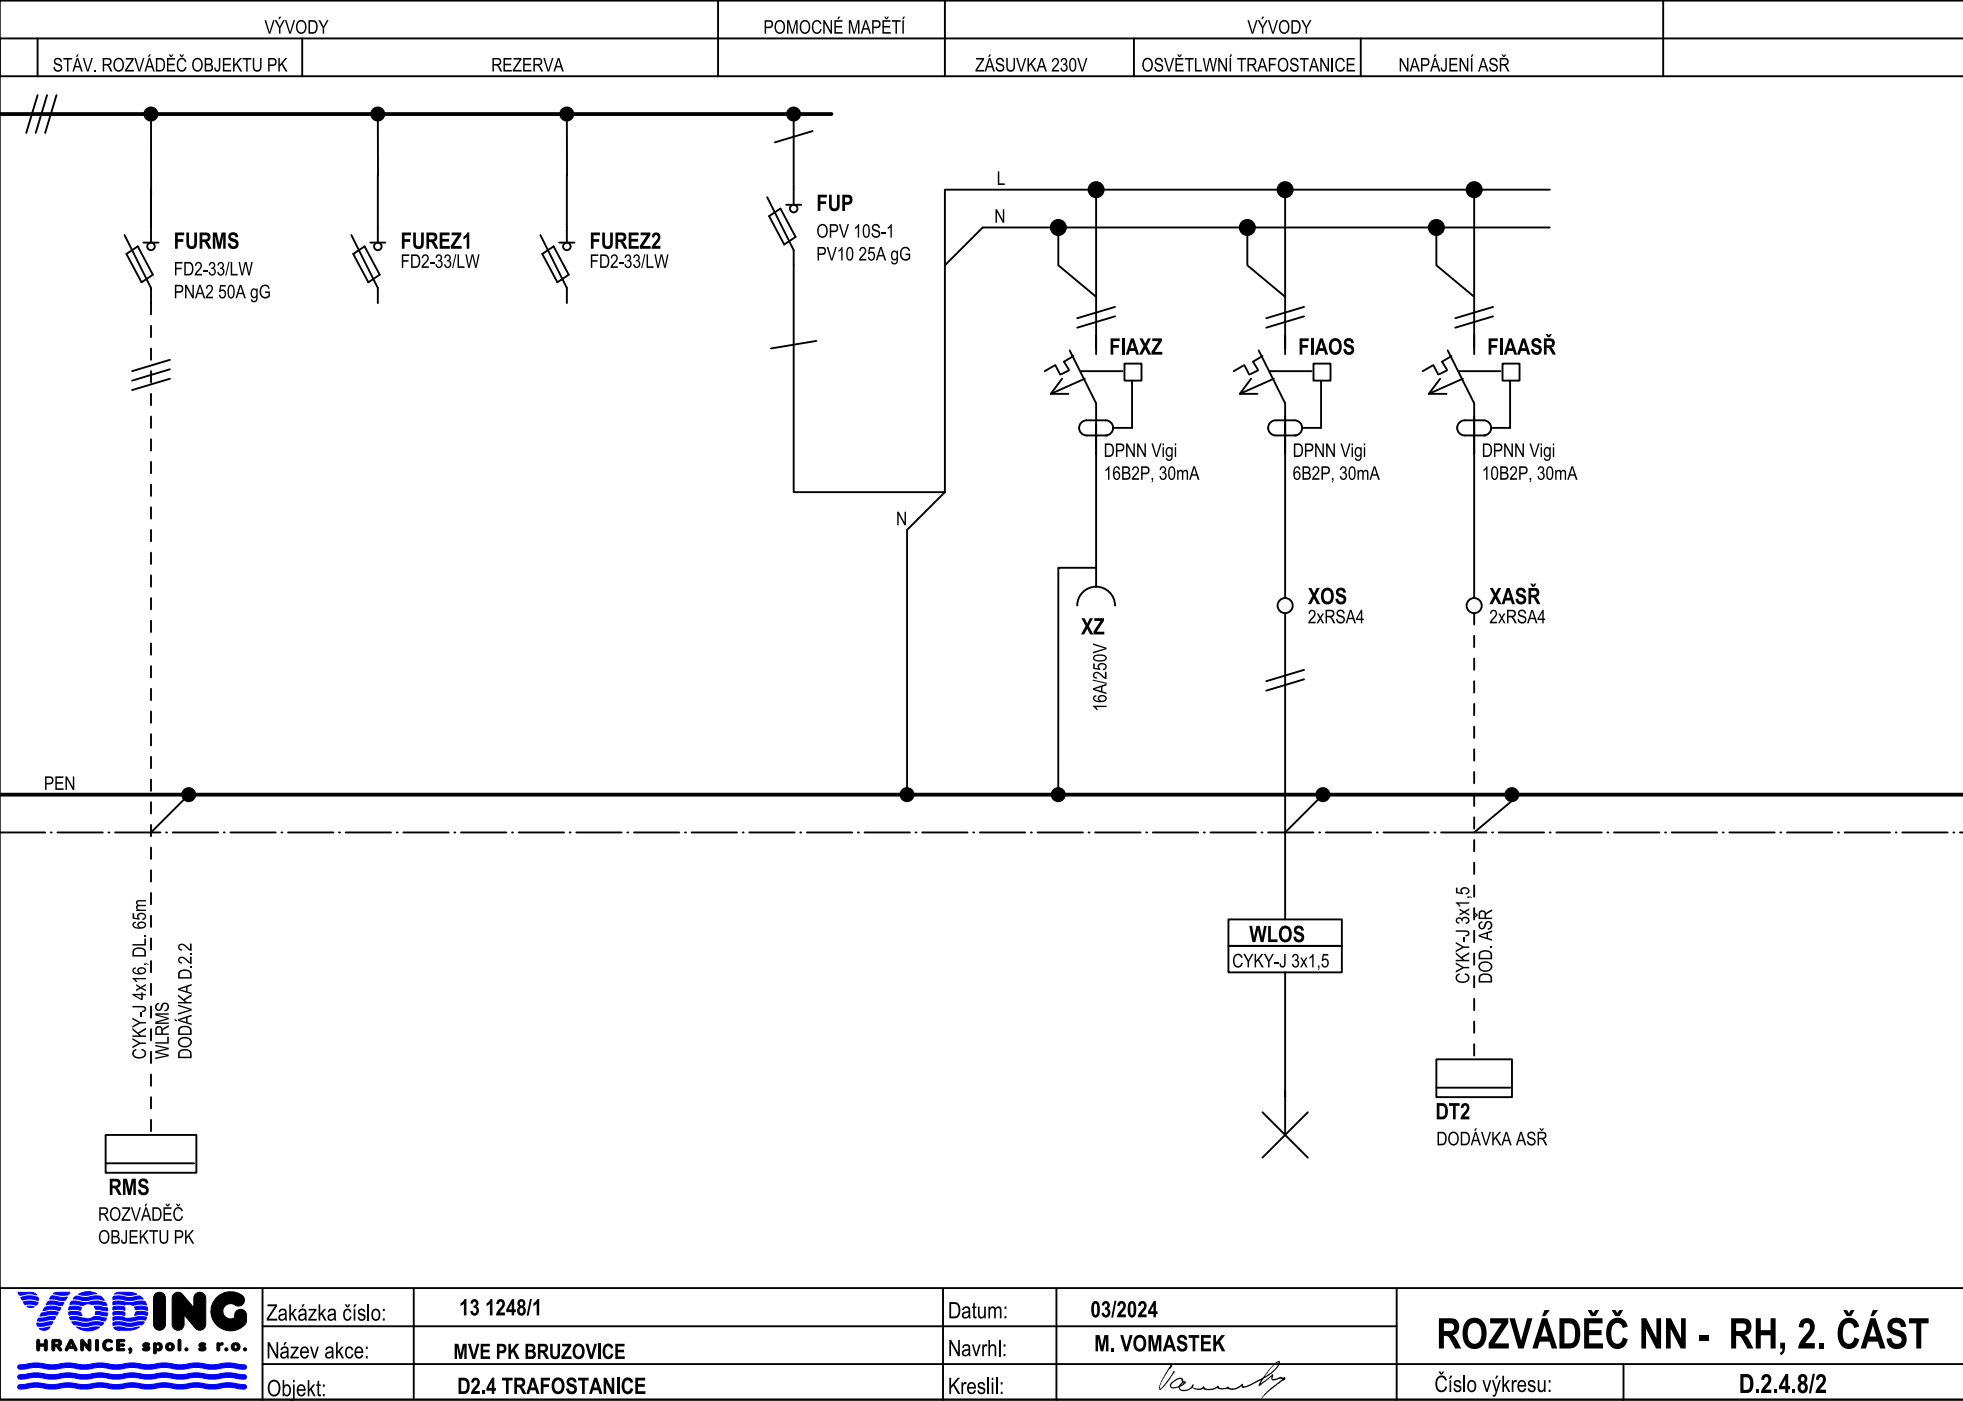 VÝVODY
POMOCNÉ MAPĚTÍ
VÝVODY
STÁV. ROZVÁDĚČ OBJEKTU PK
REZERVA
ZÁSUVKA 230V
OSVĚTLWNÍ TRAFOSTANICE
NAPÁJENÍ ASŘ
L
N
FURMS
FD2-33/LW
PNA2 50A gG
FUREZ1
FD2-33/LW
FUREZ2
FD2-33/LW
FUP
OPV 10S-1
PV10 25A gG
FIAXZ
DPNN Vigi
16B2P, 30mA
FIAOS
DPNN Vigi
6B2P, 30mA
FIAASŘ
DPNN Vigi
10B2P, 30mA
N
XZ
16A/250V
XOS
2xRSA4
XASŘ
2xRSA4
PEN
CYKY-J 4x16, DL. 65m
WLRMS
DODÁVKA D.2.2
WLOS
CYKY-J 3x1,5
CYKY-J 3x1,5
DOD. ASŘ
RMS
ROZVÁDĚČ
OBJEKTU PK
DT2
DODÁVKA ASŘ
VODING
HRANICE, spol. s r.o.
Zakázka číslo: 13 1248/1
Název akce: MVE PK BRUZOVICE
Objekt: D2.4 TRAFOSTANICE
Datum: 03/2024
Navrhl: M. VOMASTEK
Kreslil:
ROZVÁDĚČ NN - RH, 2. ČÁST
Číslo výkresu: D.2.4.8/2